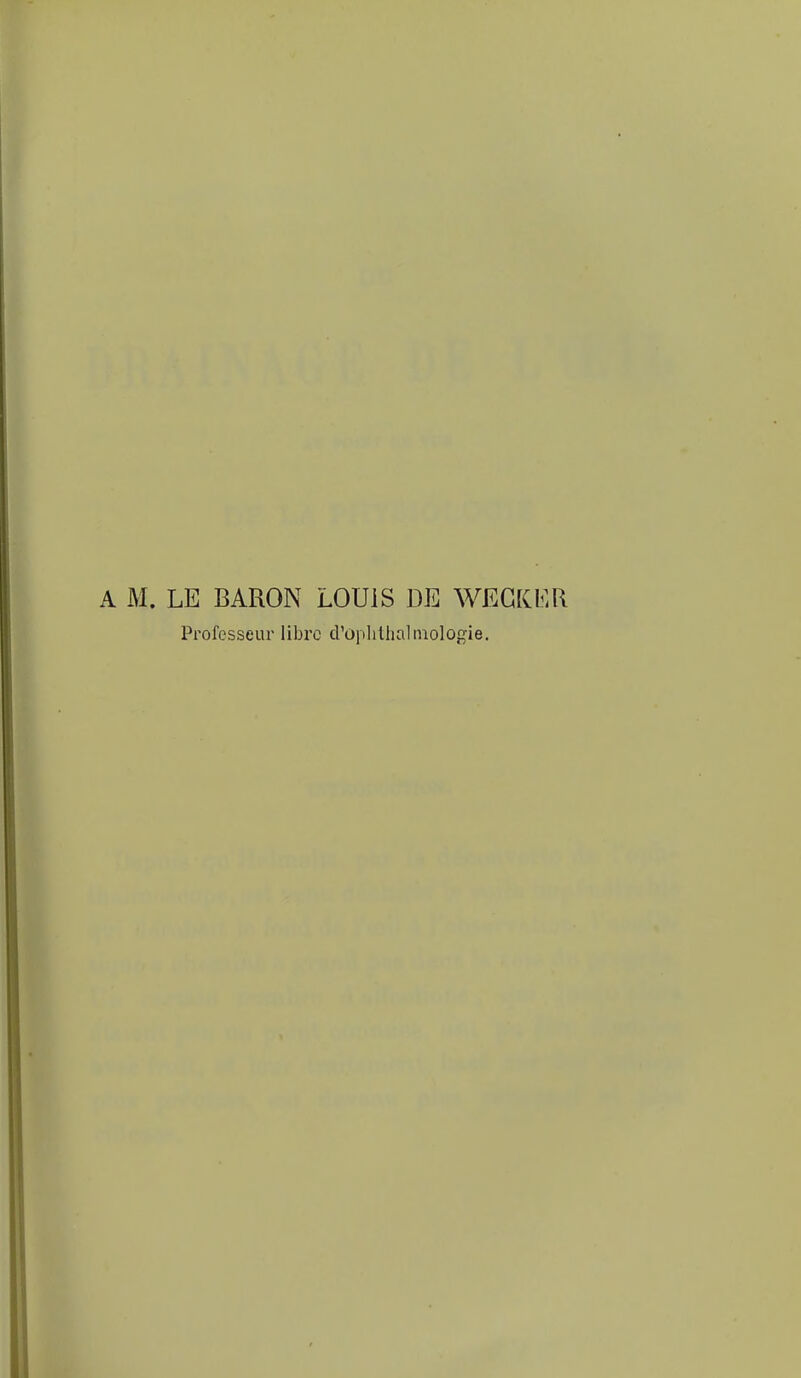 A M. LE BARON LOUIS DE WECKER
Professeur libre d'ophthalmologie.